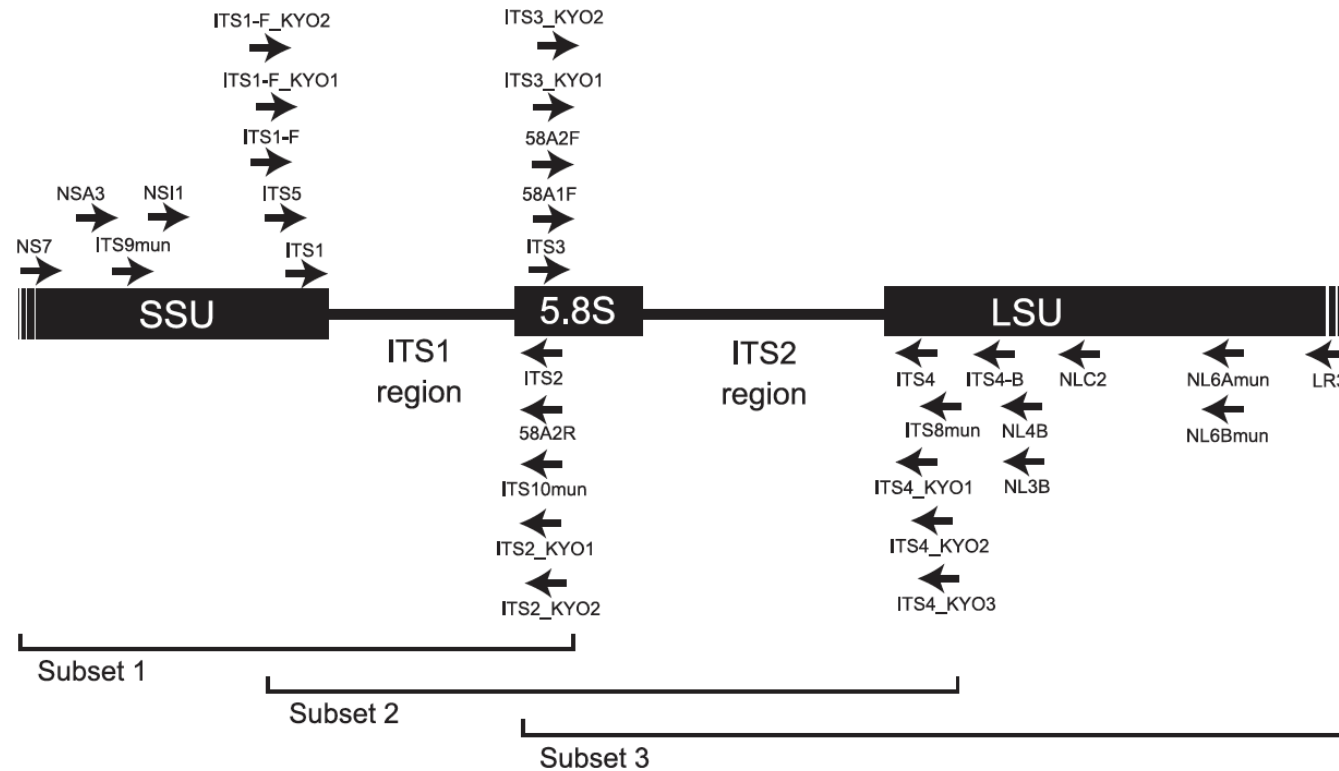 ITS1-F_KYO2
ITS3_KYO2
ITS1-F_KYO1
ITS3_KYO1
ITS1-F
58A2F
NSA3
NSI1
ITS5
58A1F
NS7
ITS9mun
ITS1
ITS3
SSU
5.8S
LSU
ITS1
region
ITS2
region
ITS2
ITS4
ITS4-B
NLC2
NL6Amun
LR3
58A2R
ITS8mun
NL4B
NL6Bmun
ITS10mun
ITS4_KYO1
NL3B
ITS2_KYO1
ITS4_KYO2
ITS2_KYO2
ITS4_KYO3
Subset 1
Subset 2
Subset 3